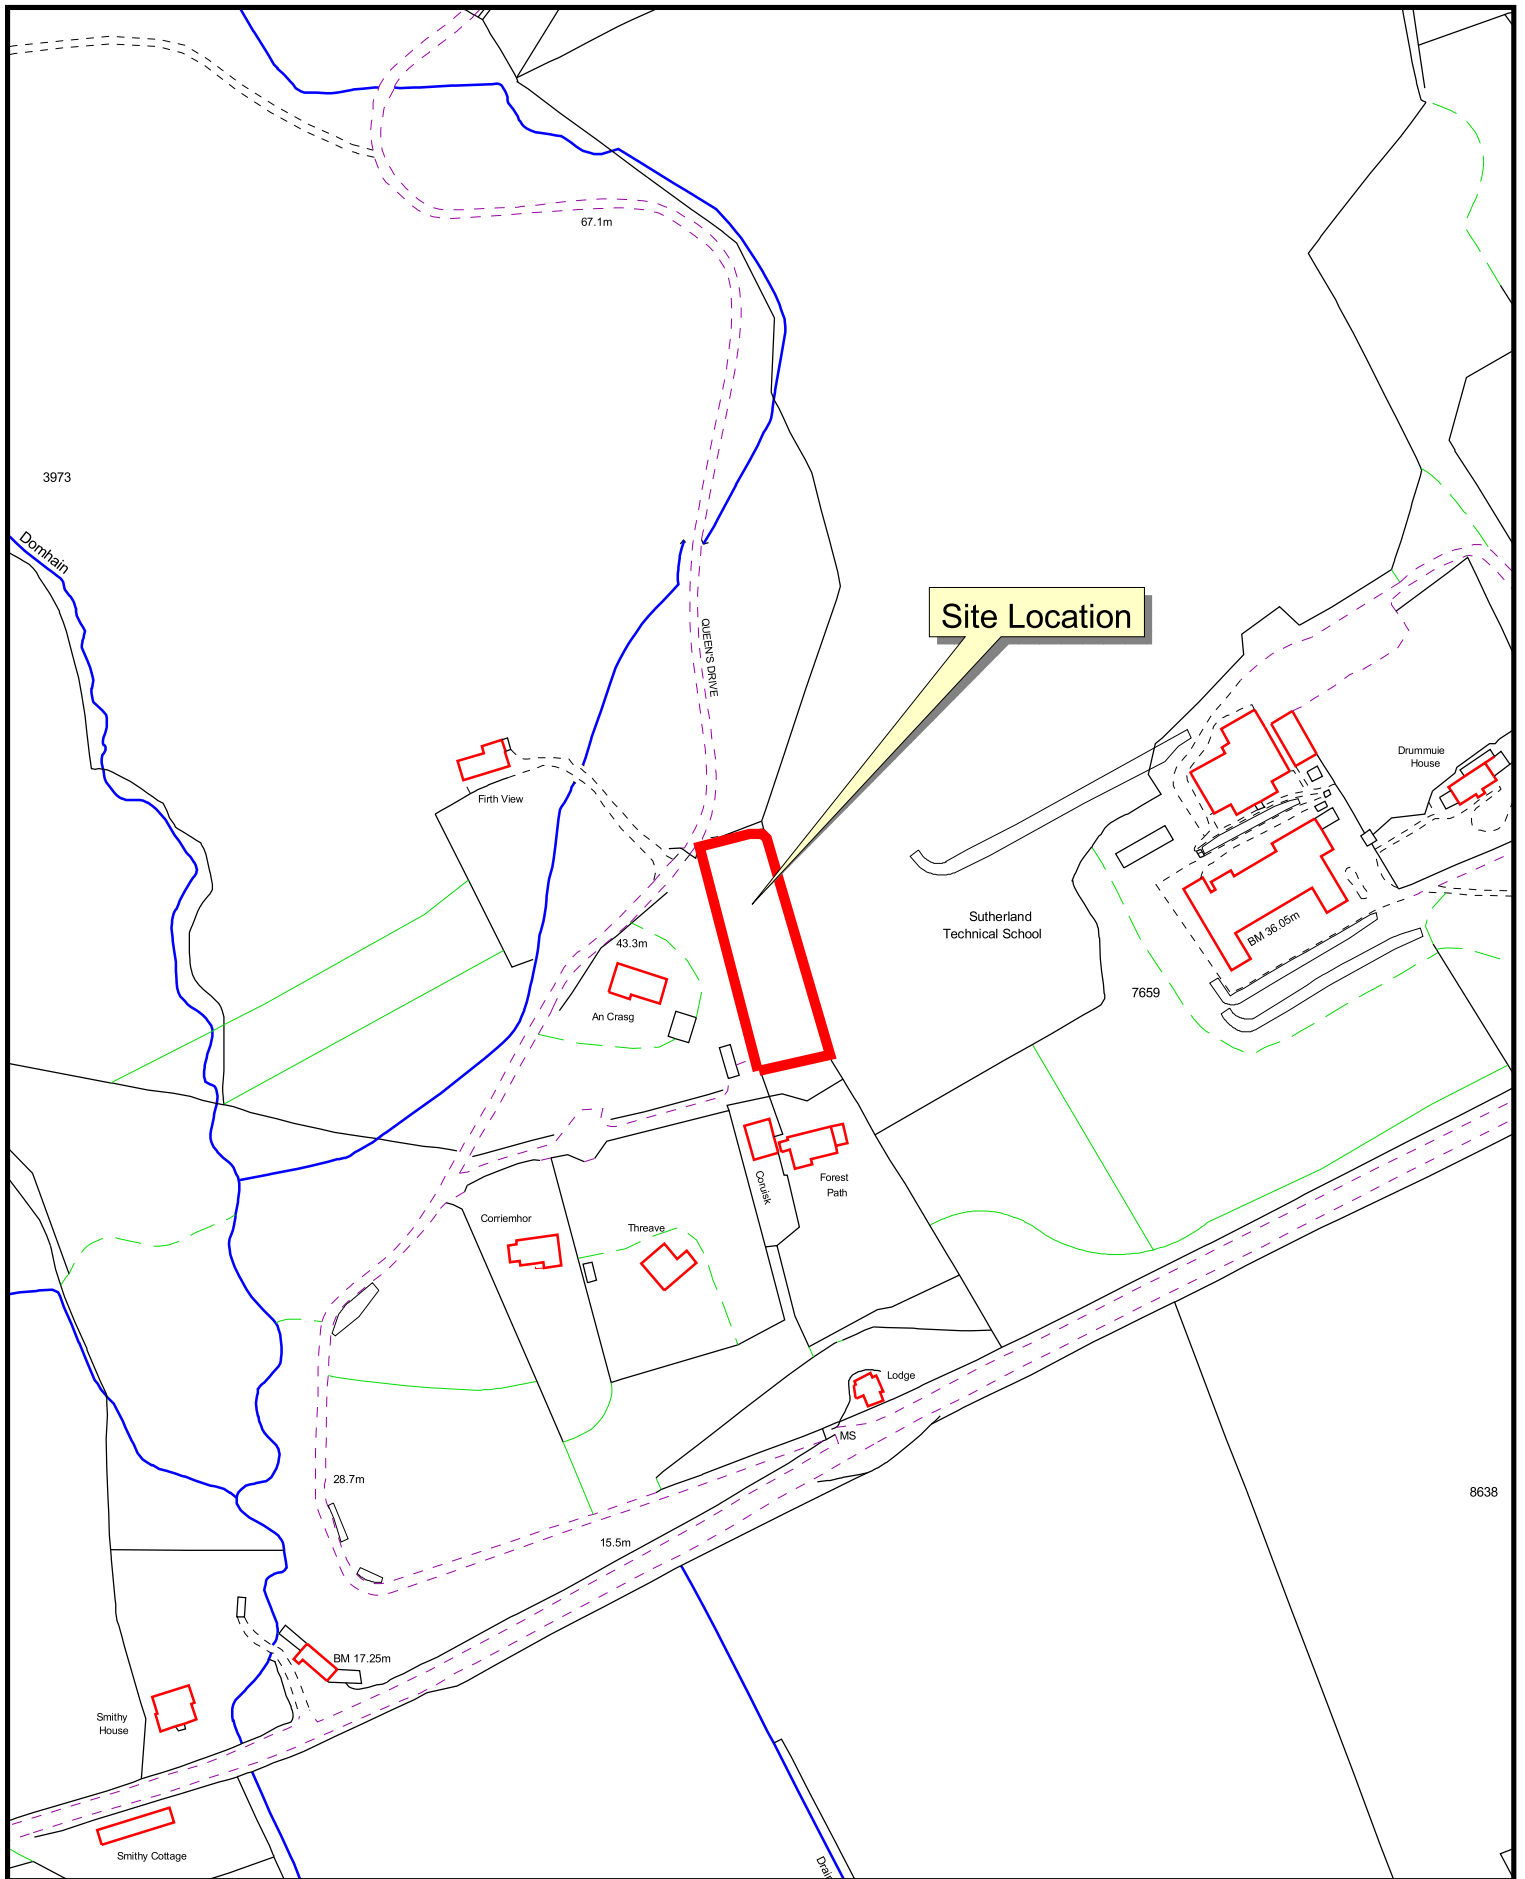 67.1m
3973
Domhain
QUEEN'S DRIVE
Site Location
Drummuie
House
Firth View
Sutherland
Technical School
BM 36.05m
43.3m
7659
An Crasg
Coruisk
Forest
Path
Corriemhor
Threave
Lodge
MS
28.7m
8638
15.5m
BM 17.25m
Smithy
House
Smithy Cottage
Drain